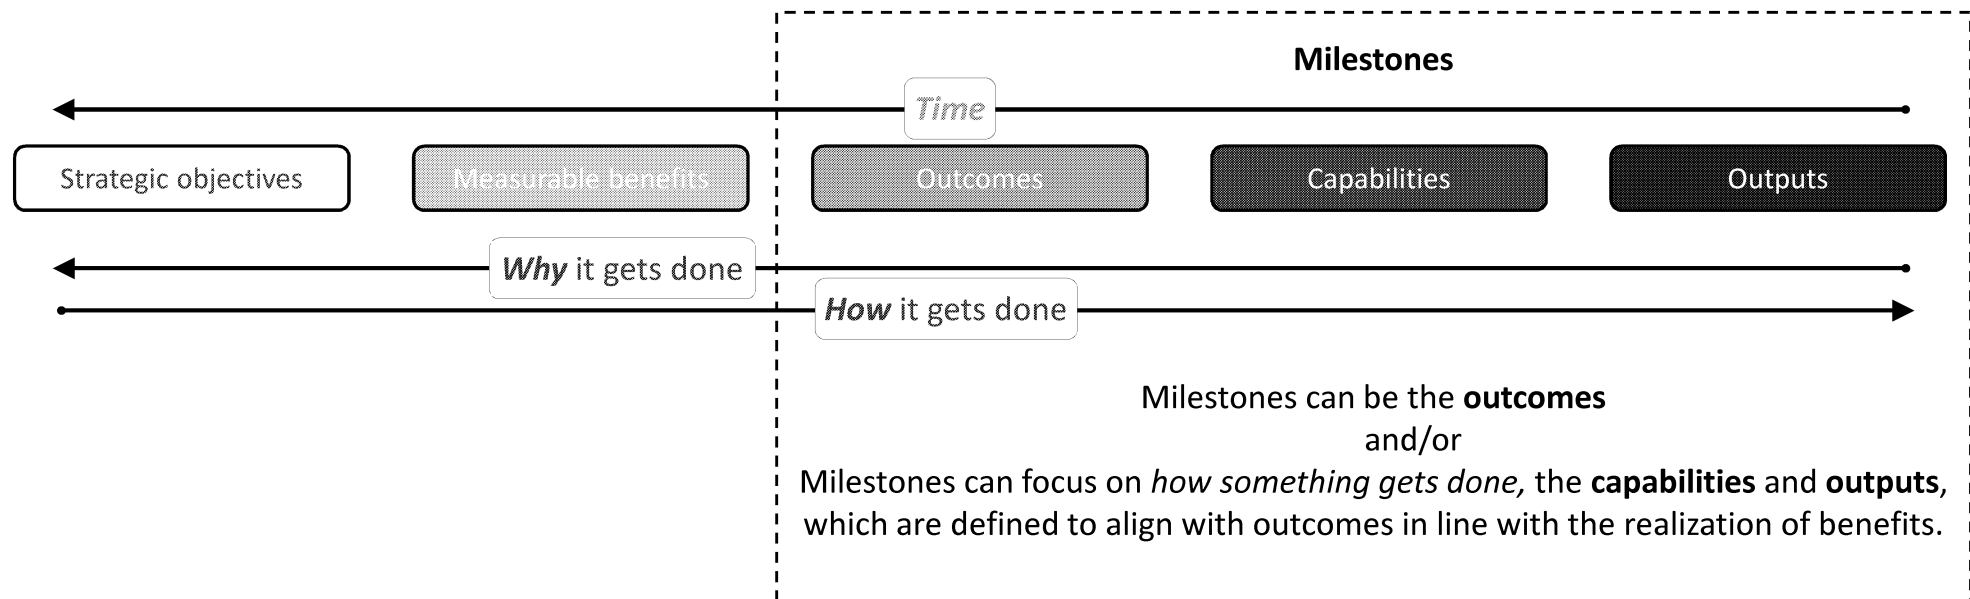 Milestones
Time
Strategic objectives
Measurable benefits
Outcomes
Capabilities
Outputs
Why it gets done
How it gets done
Milestones can be the outcomes
and/or
Milestones can focus on how something gets done, the capabilities and outputs,
which are defined to align with outcomes in line with the realization of benefits.